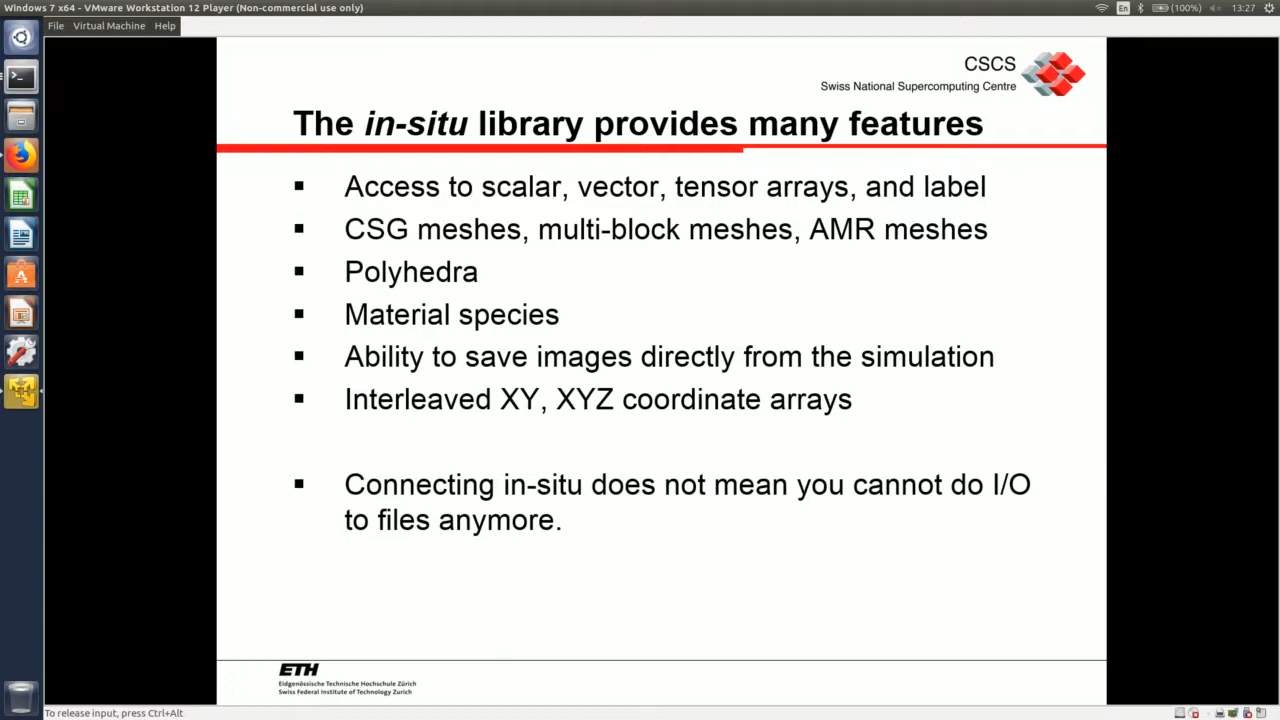 Windows 7 x64 - VMware Workstation 12 Player (Non-commercial use only)
En
(100%)
13:27
File Virtual Machine Help
CSCS
Swiss National Supercomputing Centre
The in-situ library provides many features
▪ Access to scalar, vector, tensor arrays, and label
▪ CSG meshes, multi-block meshes, AMR meshes
▪ Polyhedra
▪ Material species
▪ Ability to save images directly from the simulation
▪ Interleaved XY, XYZ coordinate arrays
▪ Connecting in-situ does not mean you cannot do I/O
to files anymore.
ETH
Eidgenössische Technische Hochschule Zürich
Swiss Federal Institute of Technology Zurich
To release input, press Ctrl+Alt